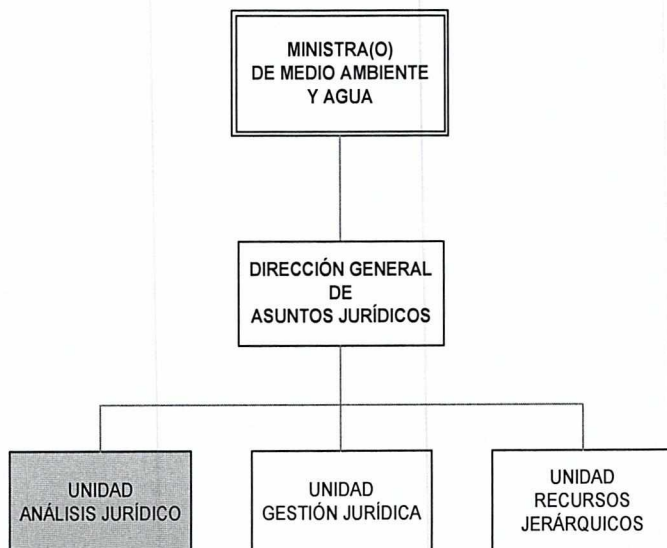 MINISTRA(O)
DE MEDIO AMBIENTE
Y AGUA
DIRECCIÓN GENERAL
DE
ASUNTOS JURÍDICOS
UNIDAD
ANÁLISIS JURÍDICO
UNIDAD
GESTIÓN JURÍDICA
UNIDAD
RECURSOS
JERÁRQUICOS